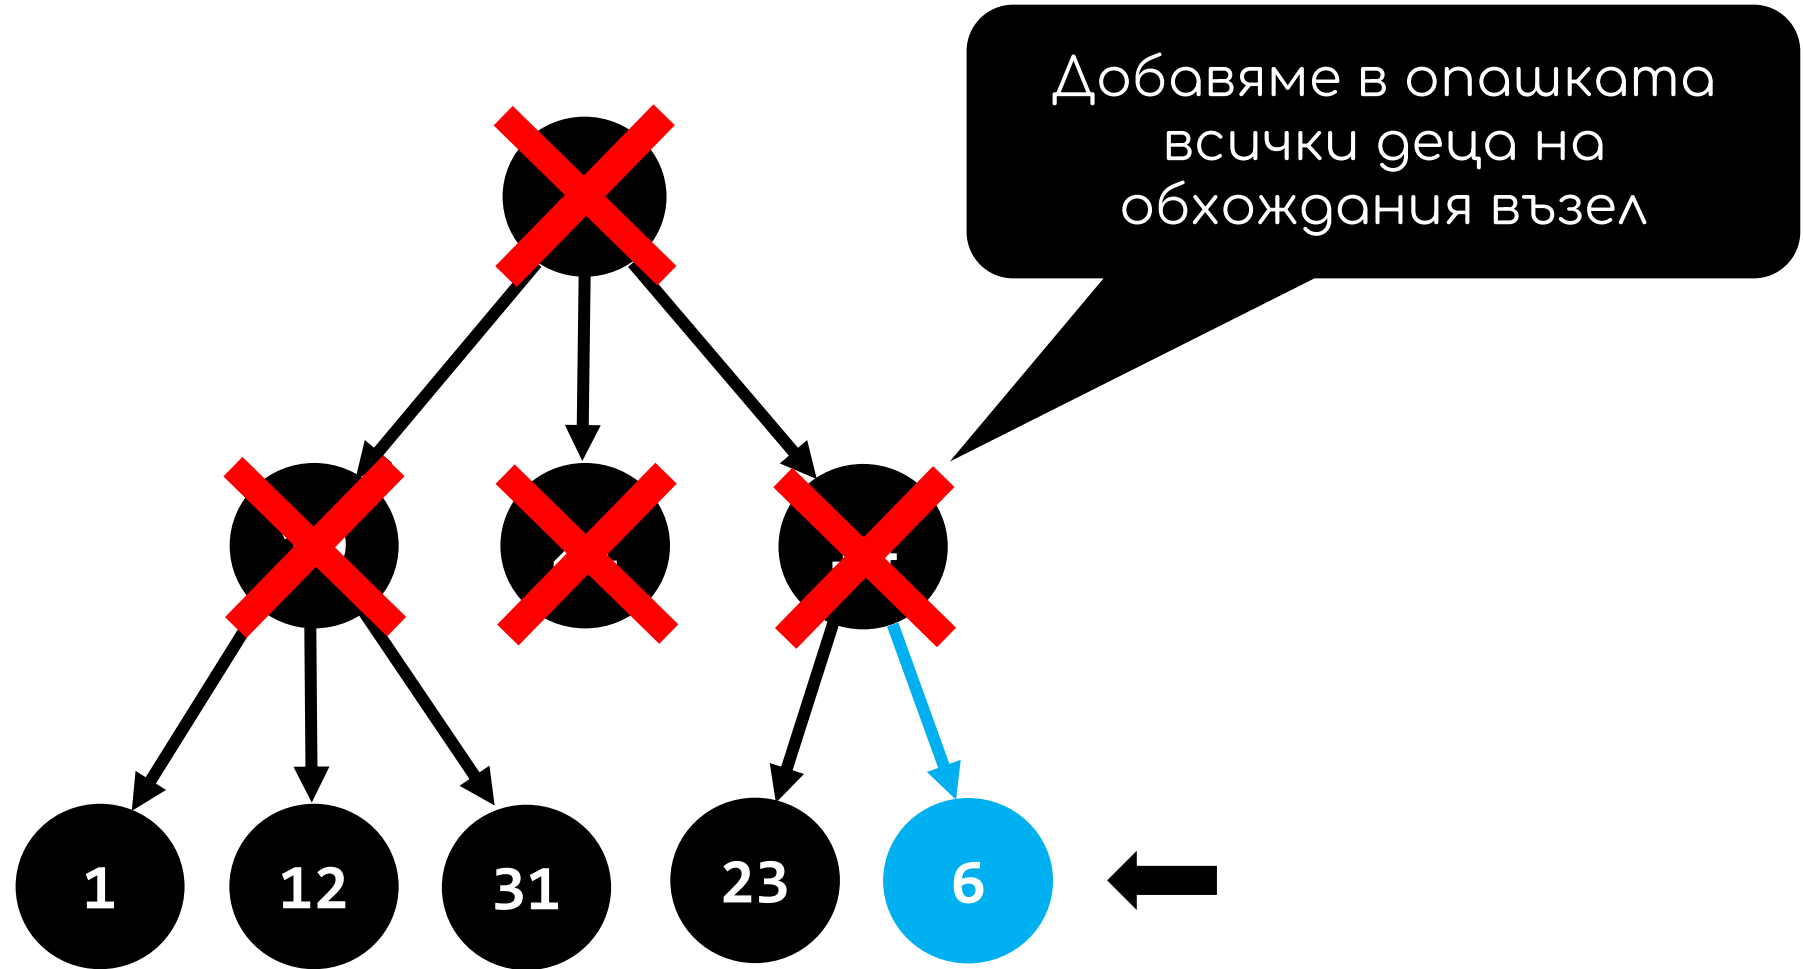 Добавяме в опашката
всички деца на
обхождания възел
1
12
31
23
6